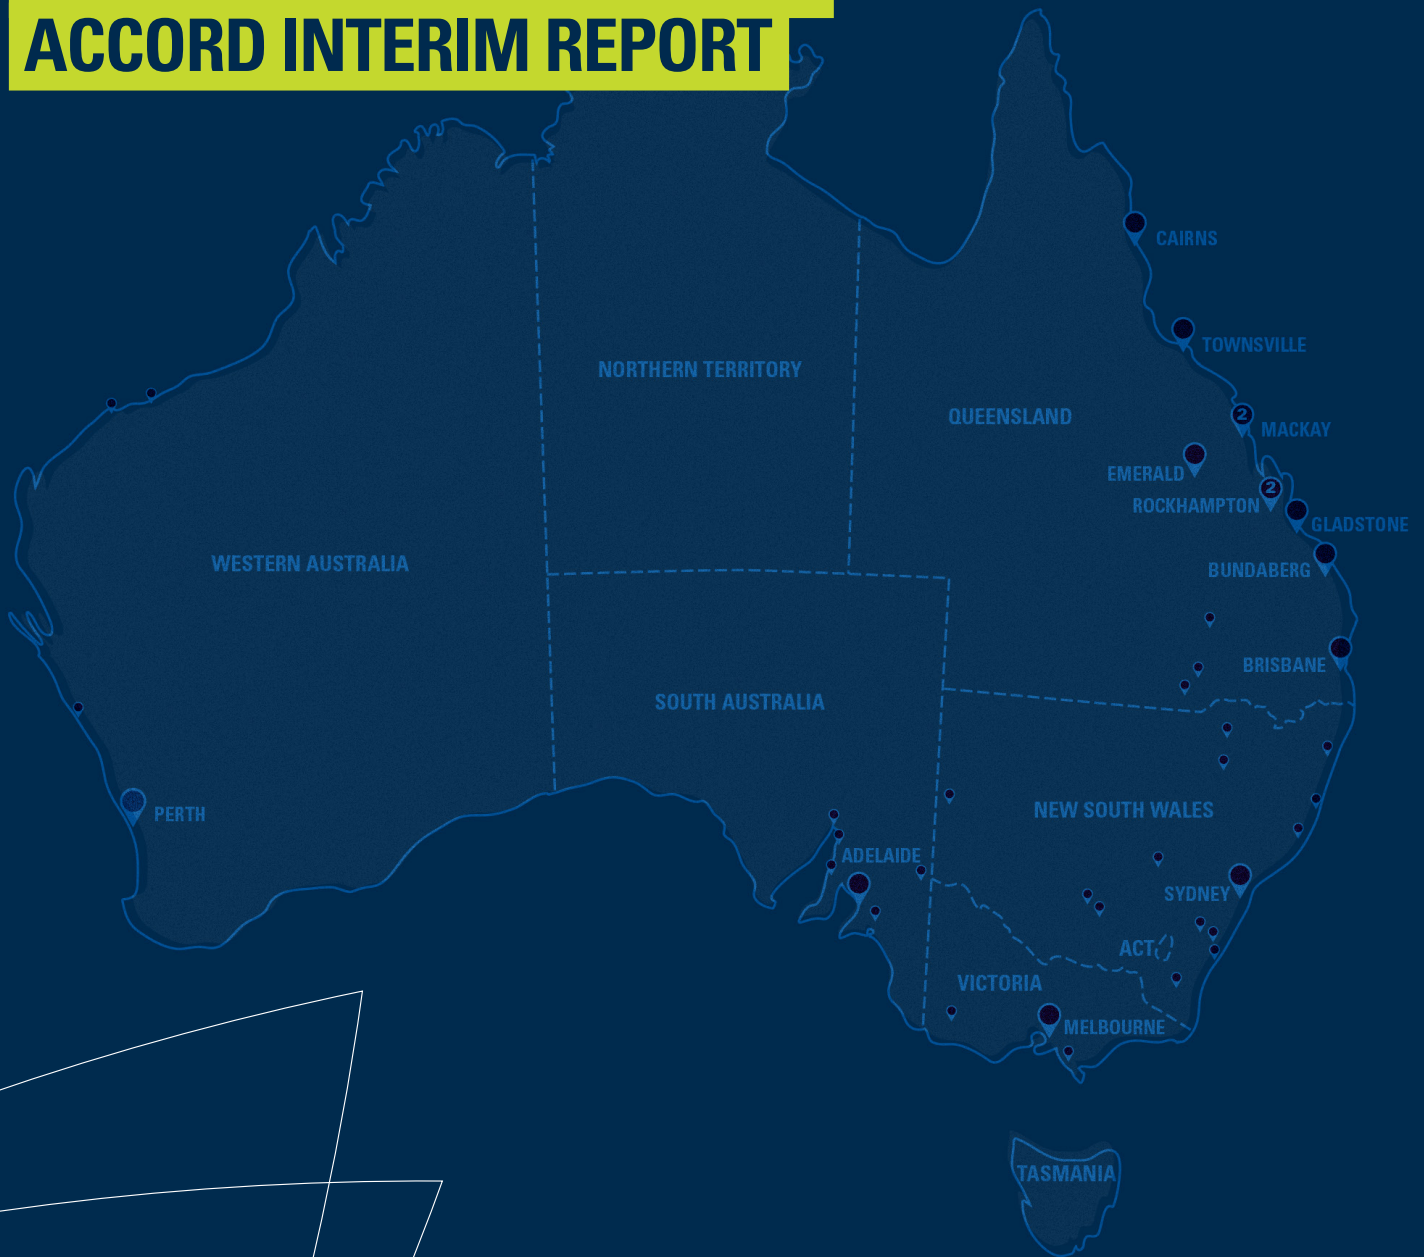 ACCORD INTERIM REPORT
CAIRNS
TOWNSVILLE
NORTHERN TERRITORY
QUEENSLAND
2
MACKAY
EMERALD
2
ROCKHAMPTON
GLADSTONE
WESTERN AUSTRALIA
BUNDABERG
BRISBANE
SOUTH AUSTRALIA
PERTH
NEW SOUTH WALES
ADELAIDE
SYDNEY
ACT
VICTORIA
MELBOURNE
TASMANIA